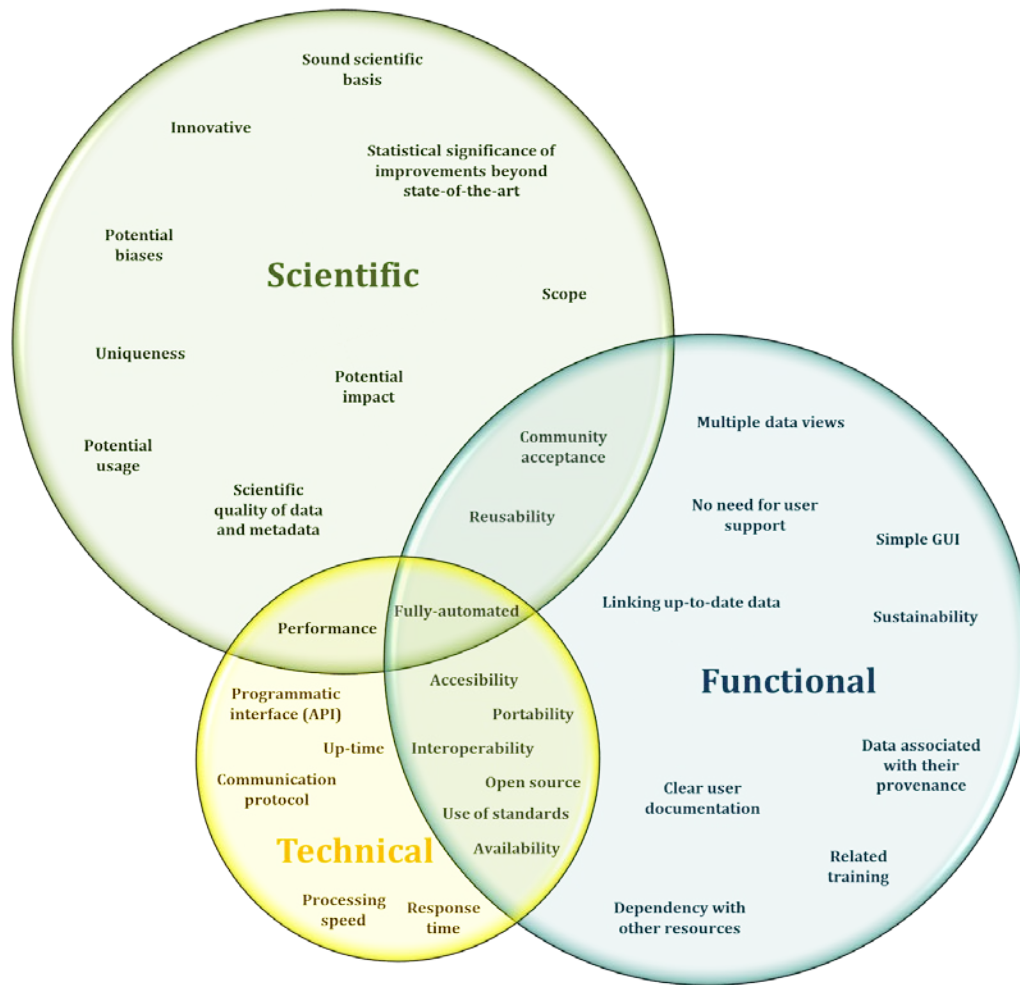 Sound scientific
basis
Innovative
Statistical significance of
improvements beyond
state-of-the-art
Potential
biases
Scientific
Scope
Uniqueness
Potential
impact
Potential
usage
Scientific
quality of data
and metadata
Community
acceptance
Reusability
Multiple data views
No need for user
support
Simple GUI
Linking up-to-date data
Sustainability
Functional
Data associated
with their
provenance
Clear user
documentation
Related
training
Dependency with
other resources
Fully-automated
Performance
Accesibility
Portability
Interoperability
Open source
Use of standards
Availability
Programmatic
interface (API)
Up-time
Communication
protocol
Technical
Processing
speed
Response
time